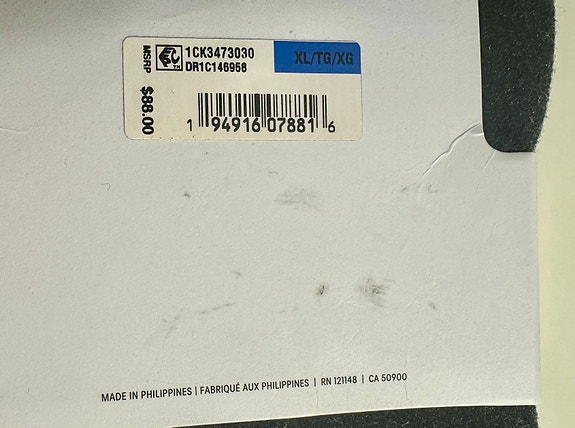 1CK3473030
DR1C146958
XL/TG/XG
MSRP
$88.00
1 94916 07881 6
MADE IN PHILIPPINES | FABRIQUÉ AUX PHILIPPINES | RN 121148 | CA 50900